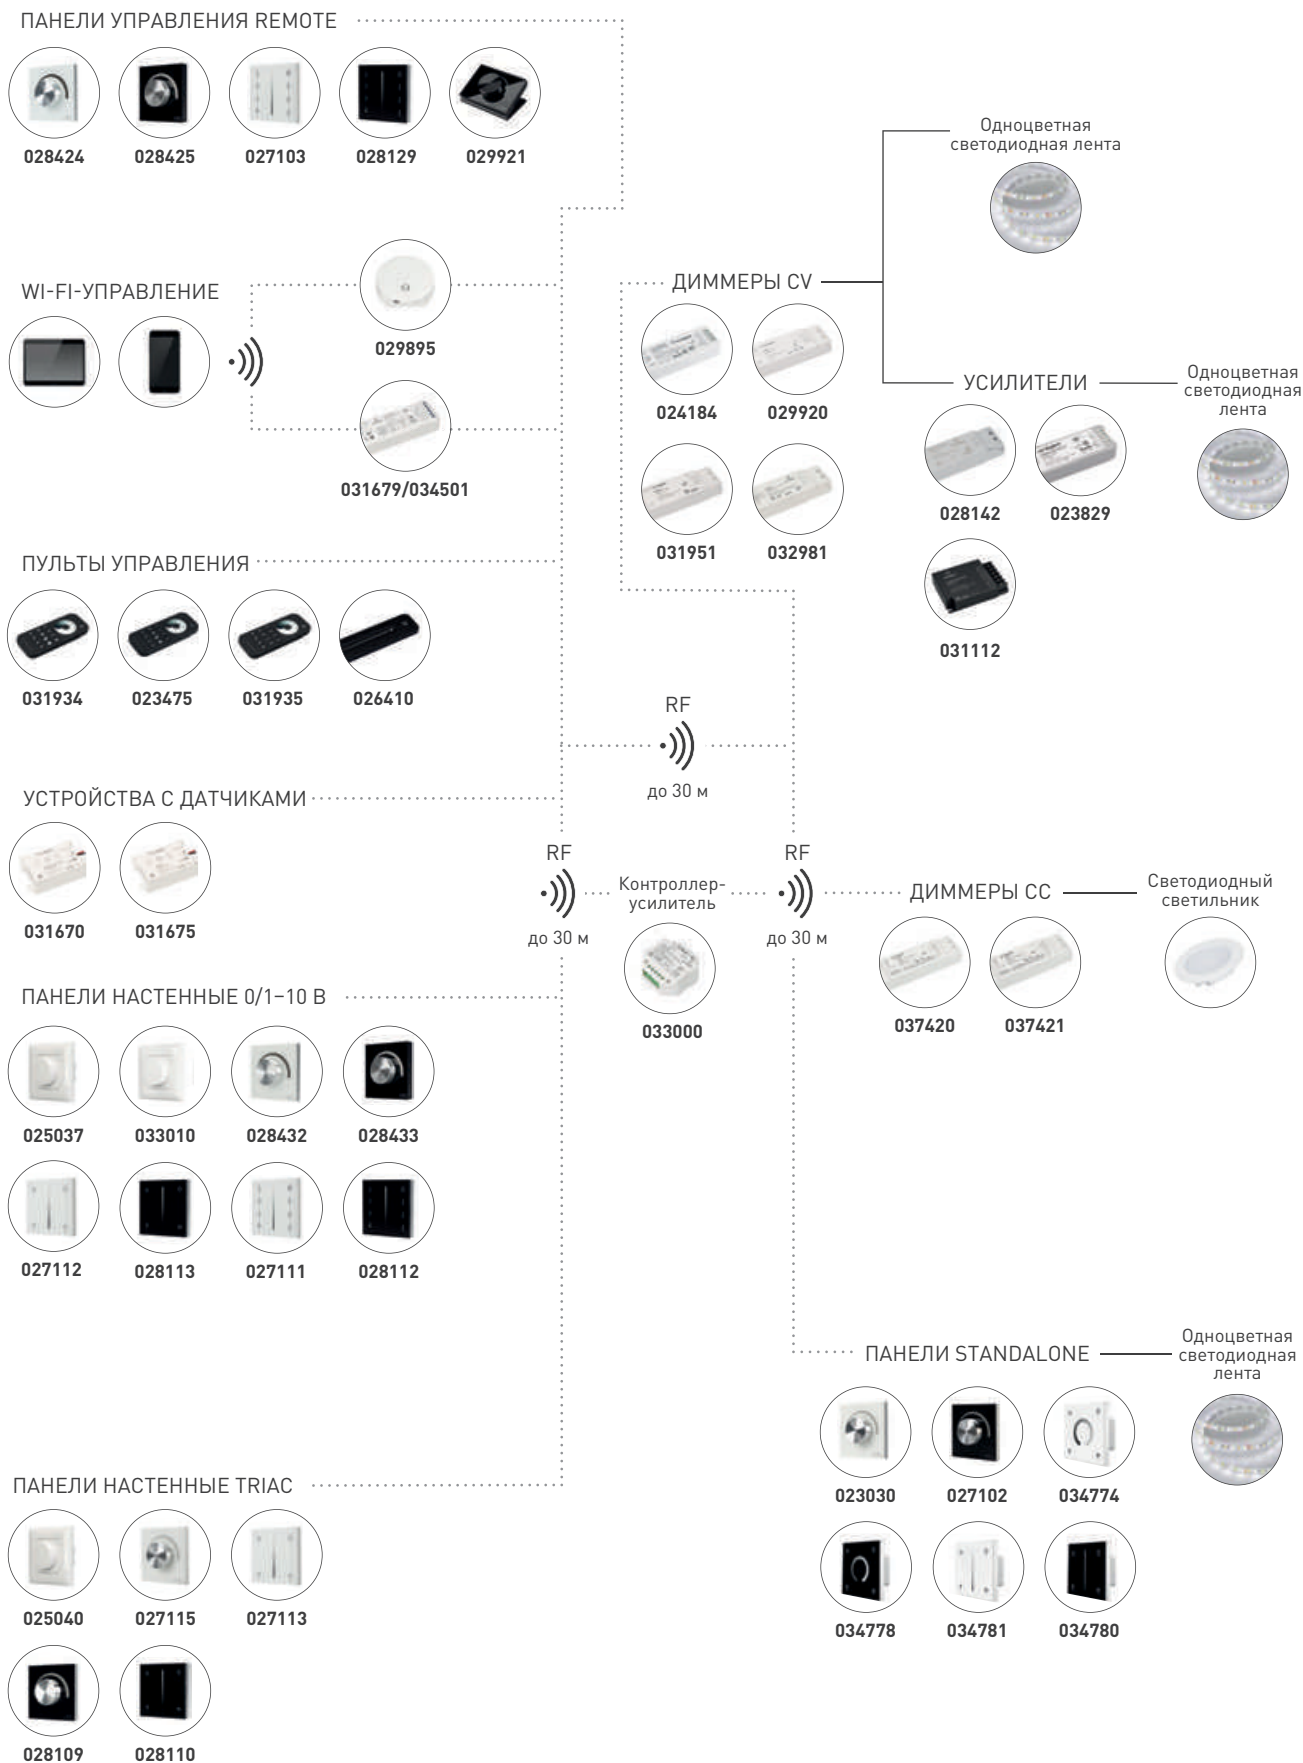 ПАНЕЛИ УПРАВЛЕНИЯ REMOTE
028424
028425
027103
028129
029921
WI-FI-УПРАВЛЕНИЕ
029895
031679/034501
ПУЛЬТЫ УПРАВЛЕНИЯ
031934
023475
031935
026410
УСТРОЙСТВА С ДАТЧИКАМИ
031670
031675
ПАНЕЛИ НАСТЕННЫЕ 0/1–10 В
025037
033010
028432
028433
027112
028113
027111
028112
ПАНЕЛИ НАСТЕННЫЕ TRIAC
025040
027115
027113
028109
028110
RF
до 30 м
RF
до 30 м
Контроллер-
усилитель
033000
RF
до 30 м
ДИММЕРЫ CV
024184
029920
031951
032981
Одноцветная
светодиодная лента
УСИЛИТЕЛИ
028142
023829
031112
Одноцветная
светодиодная
лента
ДИММЕРЫ CC
037420
037421
Светодиодный
светильник
ПАНЕЛИ STANDALONE
023030
027102
034774
034778
034781
034780
Одноцветная
светодиодная
лента